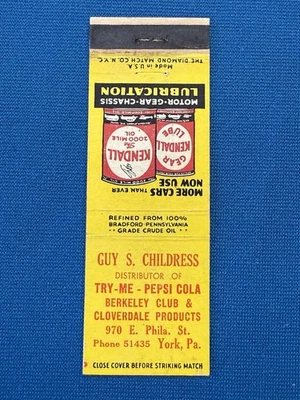 GUY S. CHILDRESS
DISTRIBUTOR OF
TRY-ME - PEPSI COLA
BERKELEY CLUB &
CLOVERDALE PRODUCTS
970 E. Phila. St.
Phone 51435 York, Pa.
CLOSE COVER BEFORE STRIKING MATCH
REFINED FROM 100%
BRADFORD-PENNSYLVANIA
GRADE CRUDE OIL
MORE CARS THAN EVER
NOW USE
The
KENDALL
2000 MILE
OIL
KENDALL
GEAR
LUBE
MOTOR-GEAR-CHASSIS
LUBRICATION
Made in U.S.A.
THE DIAMOND MATCH CO. N.Y.C.